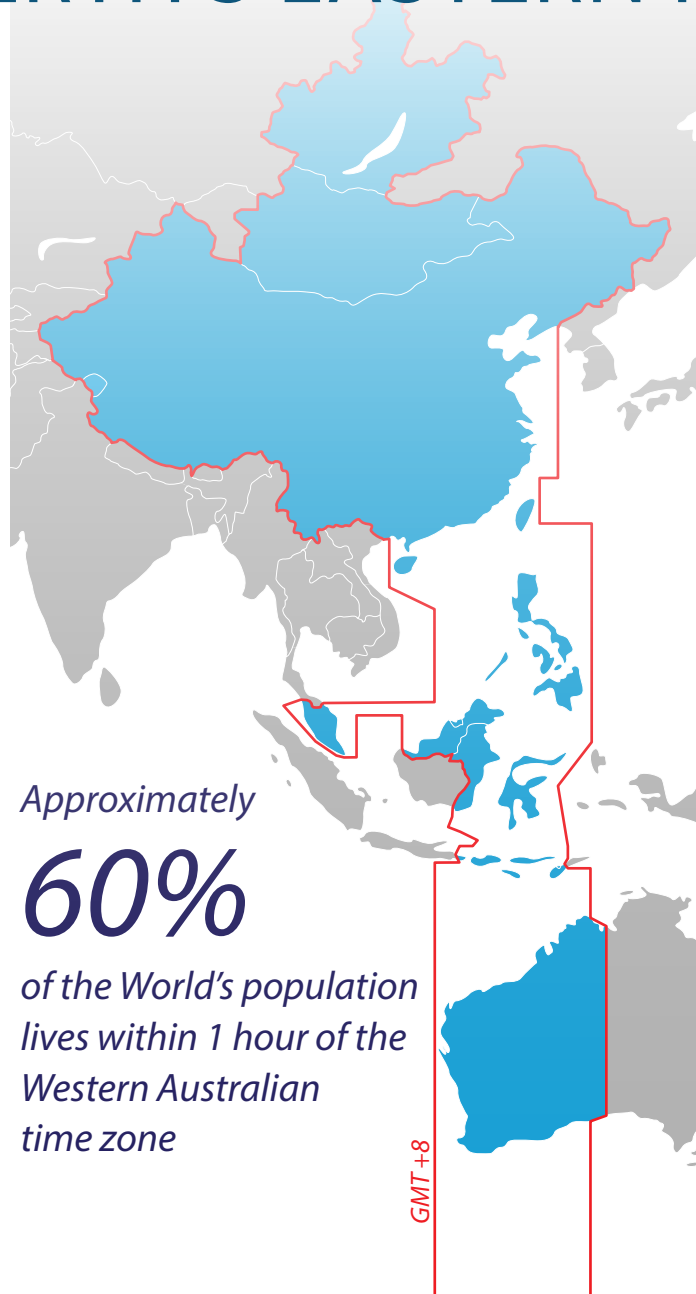 Approximately
60%
of the World's population
lives within 1 hour of the
Western Australian
time zone
GMT +8